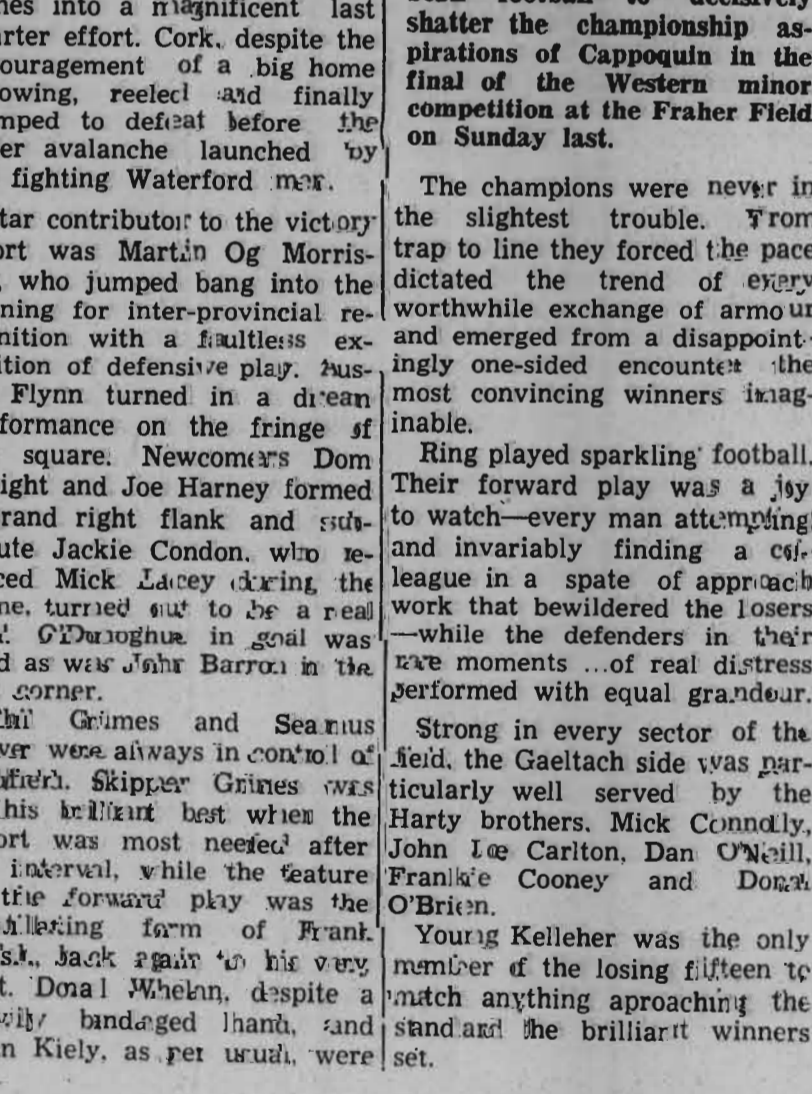 nes into a magnificent last
arter effort. Cork, despite the
ouragement of a big home
owing, reeled and finally
mped to defeat before the
er avalanche launched by
fighting Waterford men.
tar contributor to the victory
ort was Martin Og Morris-
, who jumped bang into the
ning for inter-provincial re-
nition with a faultless ex-
ition of defensive play. Aus-
Flynn turned in a
formance on the fringe of
square. Newcomers Dom
ight and Joe Harney formed
rand right flank and
ute Jackie Condon, who re-
ced Mick Lacey during the
ne, turned out to be a real
O'Donoghue in goal was
d as was John Barron in the
corner.
Grimes and Seamus
were always in control of
Skipper Grimes was
his brilliant best when the
ort was most needed after
interval, while the feature
the forward play was the
form of Frank
back again to his very
t. Donal Whelan, despite a
bandaged hand, and
n Kiely, as per usual, were
shatter the championship as-
pirations of Cappoquin in the
final of the Western minor
competition at the Fraher Field
on Sunday last.
The champions were never in
the slightest trouble. From
trap to line they forced the pace
dictated the trend of every
worthwhile exchange of armour
and emerged from a disappoint-
ingly one-sided encounter the
most convincing winners imag-
inable.
Ring played sparkling football.
Their forward play was a joy
to watch—every man attempting
and invariably finding a col-
league in a spate of approach
work that bewildered the losers
—while the defenders in their
rare moments ...of real distress
performed with equal grandeur.
Strong in every sector of the
field, the Gaeltach side was par-
ticularly well served by the
Harty brothers. Mick Connolly,
John Joe Carlton, Dan O'Neill,
Frankie Cooney and Donal
O'Brien.
Young Kelleher was the only
member of the losing fifteen to
match anything aproaching the
standard the brilliant winners
set.